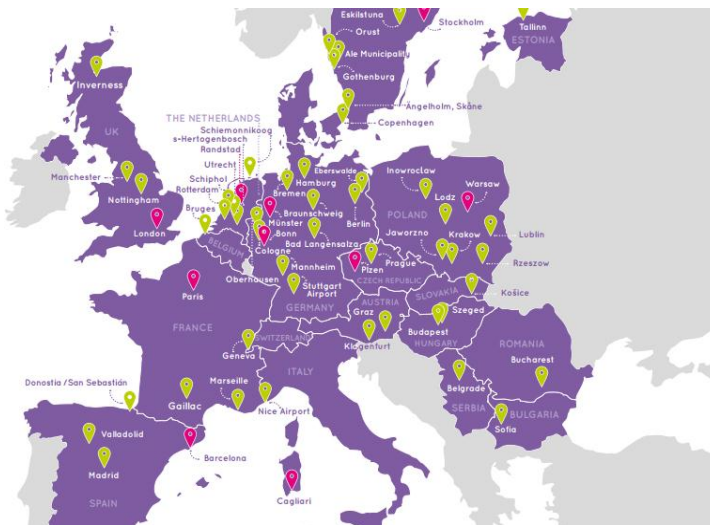 Eskilstuna
Stockholm
Orust
Tallinn
ESTONIA
Ale Municipality
Gothenburg
Inverness
Ängelholm, Skåne
Copenhagen
THE NETHERLANDS
Schiemonnikoog
s-Hertogenbosch
Randstad
UK
Utrecht
Manchester
Schiphol
Rotterdam
Nottingham
Bruges
London
Hamburg
Bremen
Eberswalde
Inowroclaw
Lodz
Warsaw
Braunschweig
Berlin
POLAND
Münster
Bonn
Bad Langensalza
Jaworzno
Krakow
Lublin
BELGIUM
Cologne
Rzeszow
Mannheim
Plzen
Prague
Oberhausen
CZECH REPUBLIC
Stuttgart
Airport
SLOVAKIA
Košice
Paris
GERMANY
AUSTRIA
Graz
Szeged
FRANCE
SWITZERLAND
Klagenfurt
Budapest
HUNGARY
ROMANIA
Geneva
ITALY
Bucharest
Donostia/San Sebastián
Marseille
Belgrade
Gaillac
Nice Airport
SERBIA
BULGARIA
Valladolid
Sofia
Barcelana
Madrid
SPAIN
Cagliari